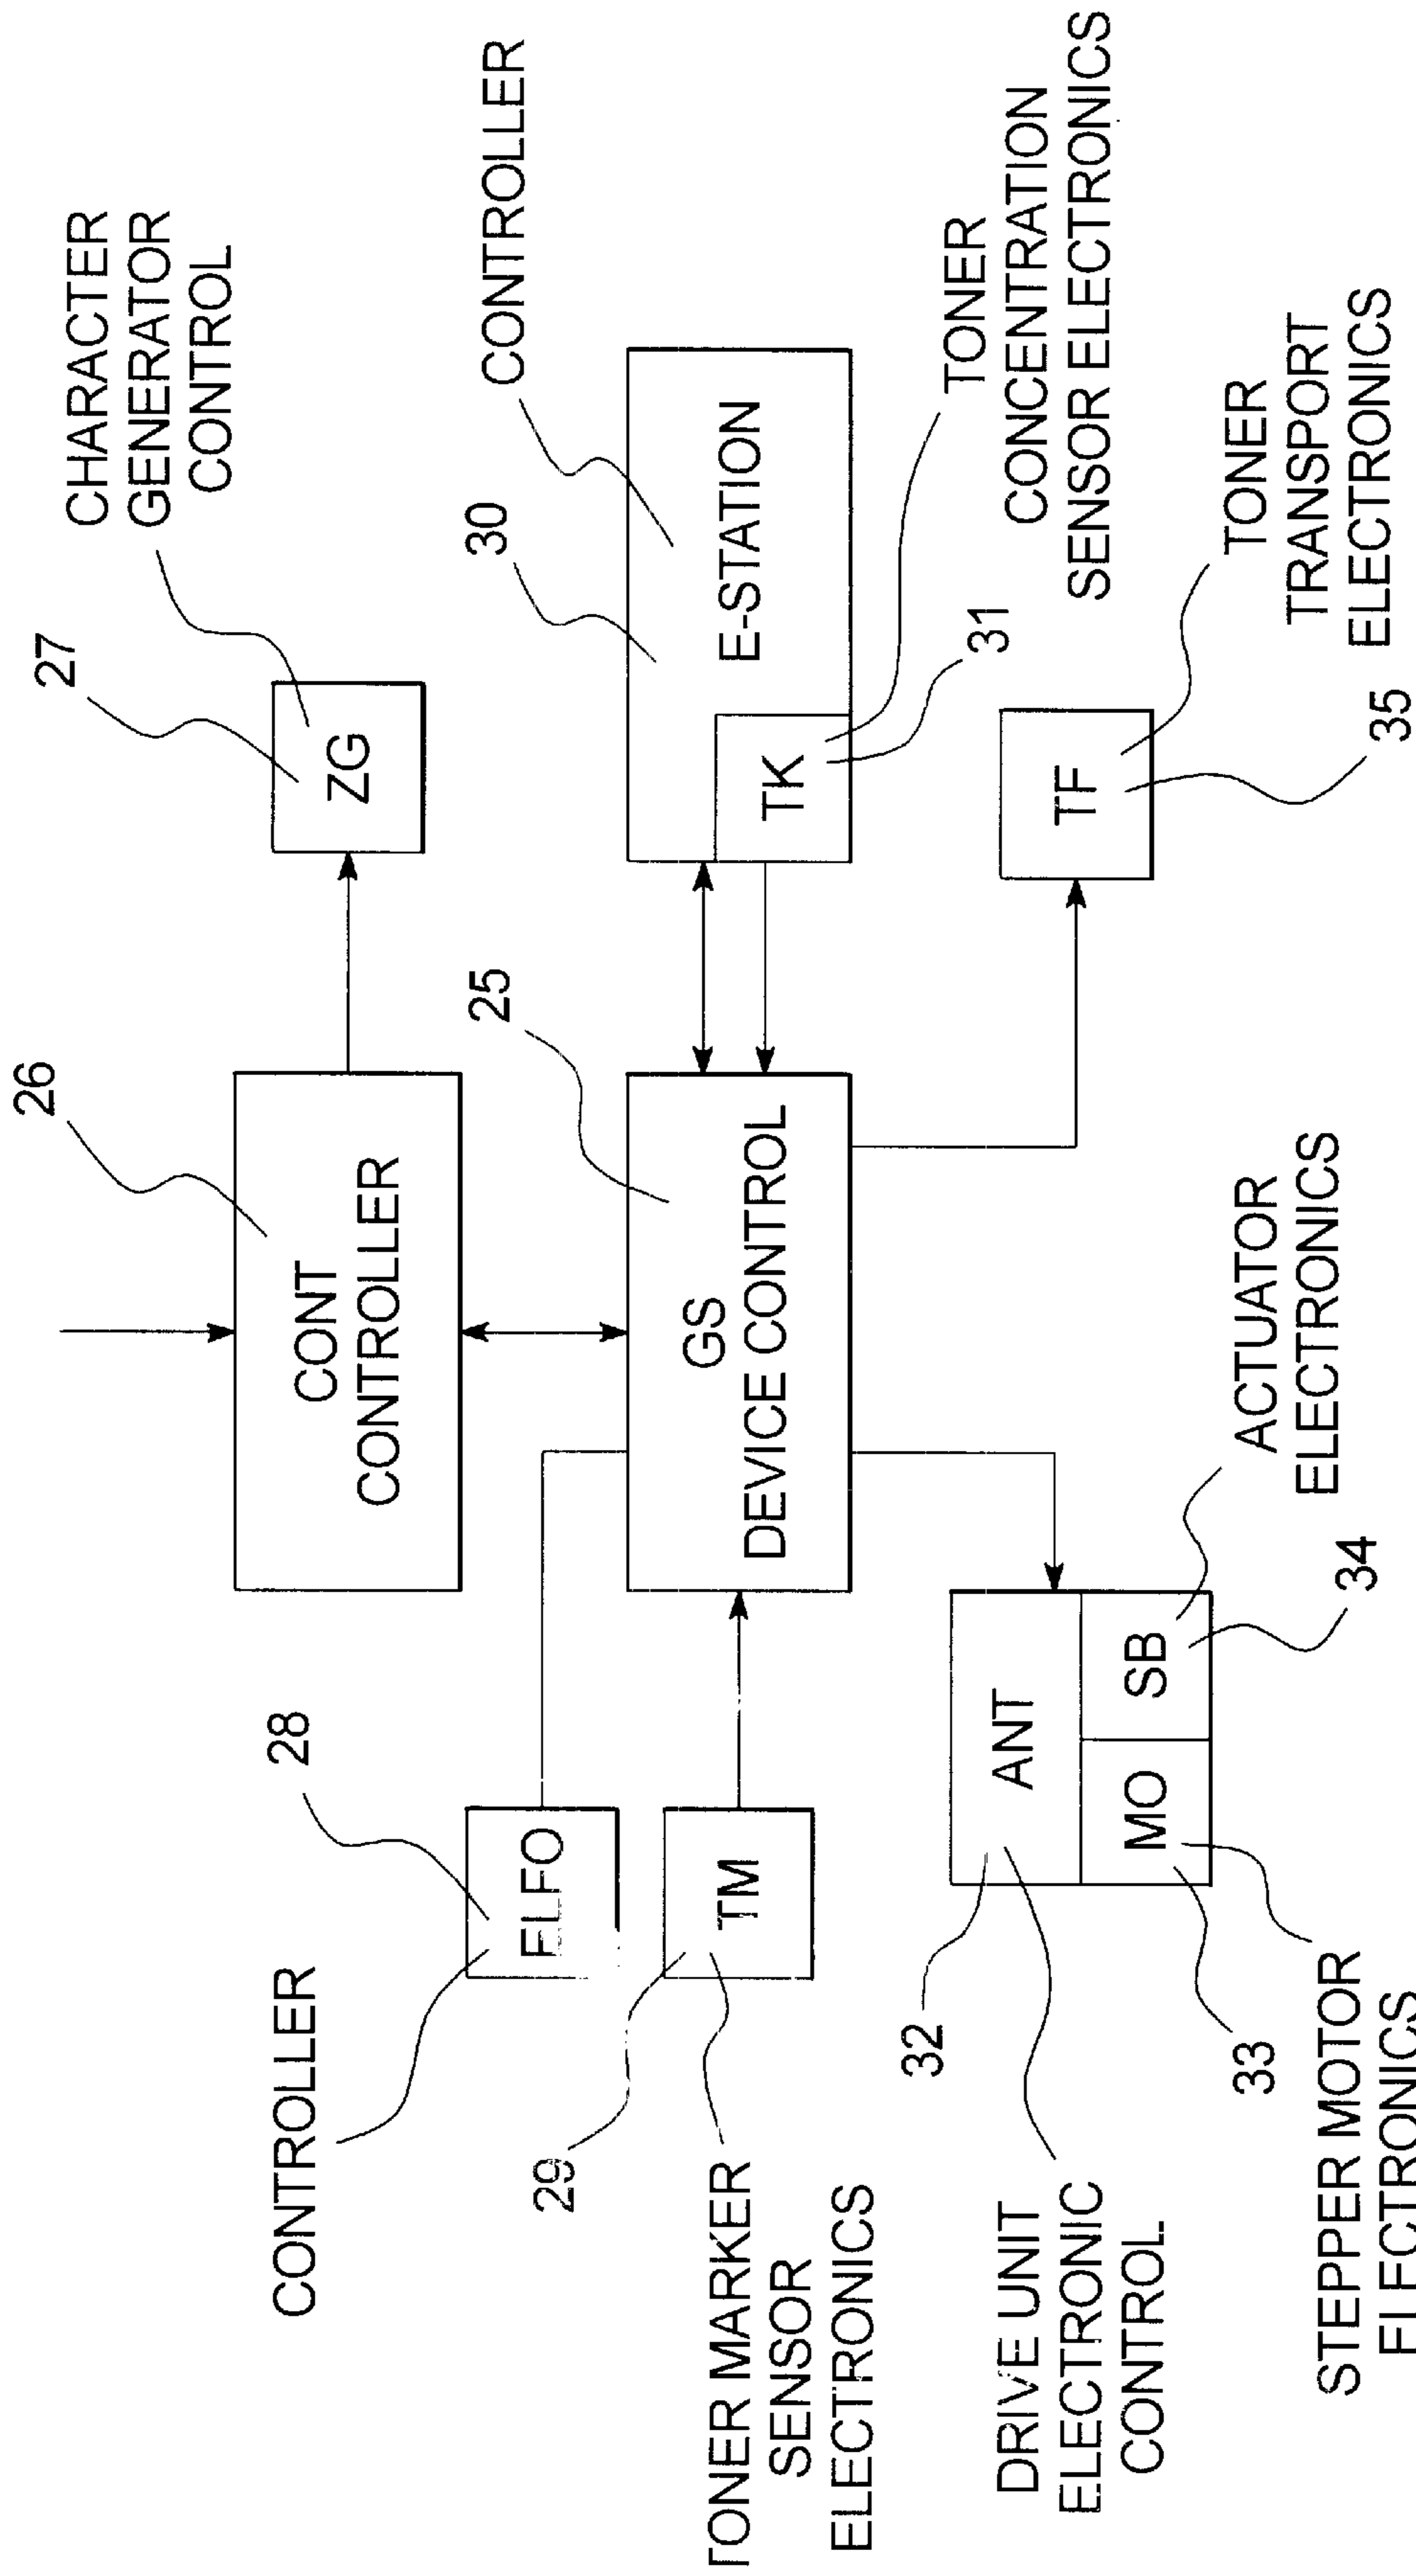 26
CONT
CONTROLLER
27
CHARACTER
GENERATOR
CONTROL
ZG
CONTROLLER
28
ELFO
25
GS
DEVICE CONTROL
30
CONTROLLER
E-STATION
TK
31
TONER
CONCENTRATION
SENSOR ELECTRONICS
29
TM
TONER MARKER
SENSOR
ELECTRONICS
32
ANT
MO
SB
DRIVE UNIT
ELECTRONIC
CONTROL
33
STEPPER MOTOR
ELECTRONICS
34
ACTUATOR
ELECTRONICS
TF
35
TONER
TRANSPORT
ELECTRONICS